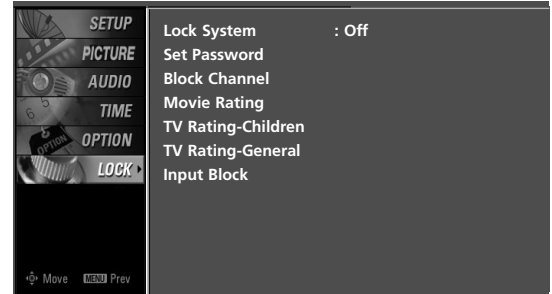 SETUP
PICTURE
AUDIO
TIME
OPTION
LOCK
Lock System : Off
Set Password
Block Channel
Movie Rating
TV Rating-Children
TV Rating-General
Input Block
Move MENU Prev